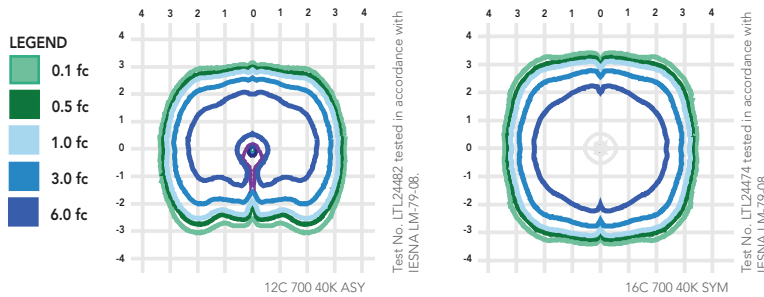 4 3 2 1 0 1 2 3 4
4
3
2
1
0
-1
-2
-3
-4
LEGEND
0.1 fc
0.5 fc
1.0 fc
3.0 fc
6.0 fc
12C 700 40K ASY
Test No. LTL24482 tested in accordance with
IESNA LM-79-08.
4 3 2 1 0 1 2 3 4
4
3
2
1
0
-1
-2
-3
-4
16C 700 40K SYM
Test No. LTL24474 tested in accordance with
IESNA LM-79-08